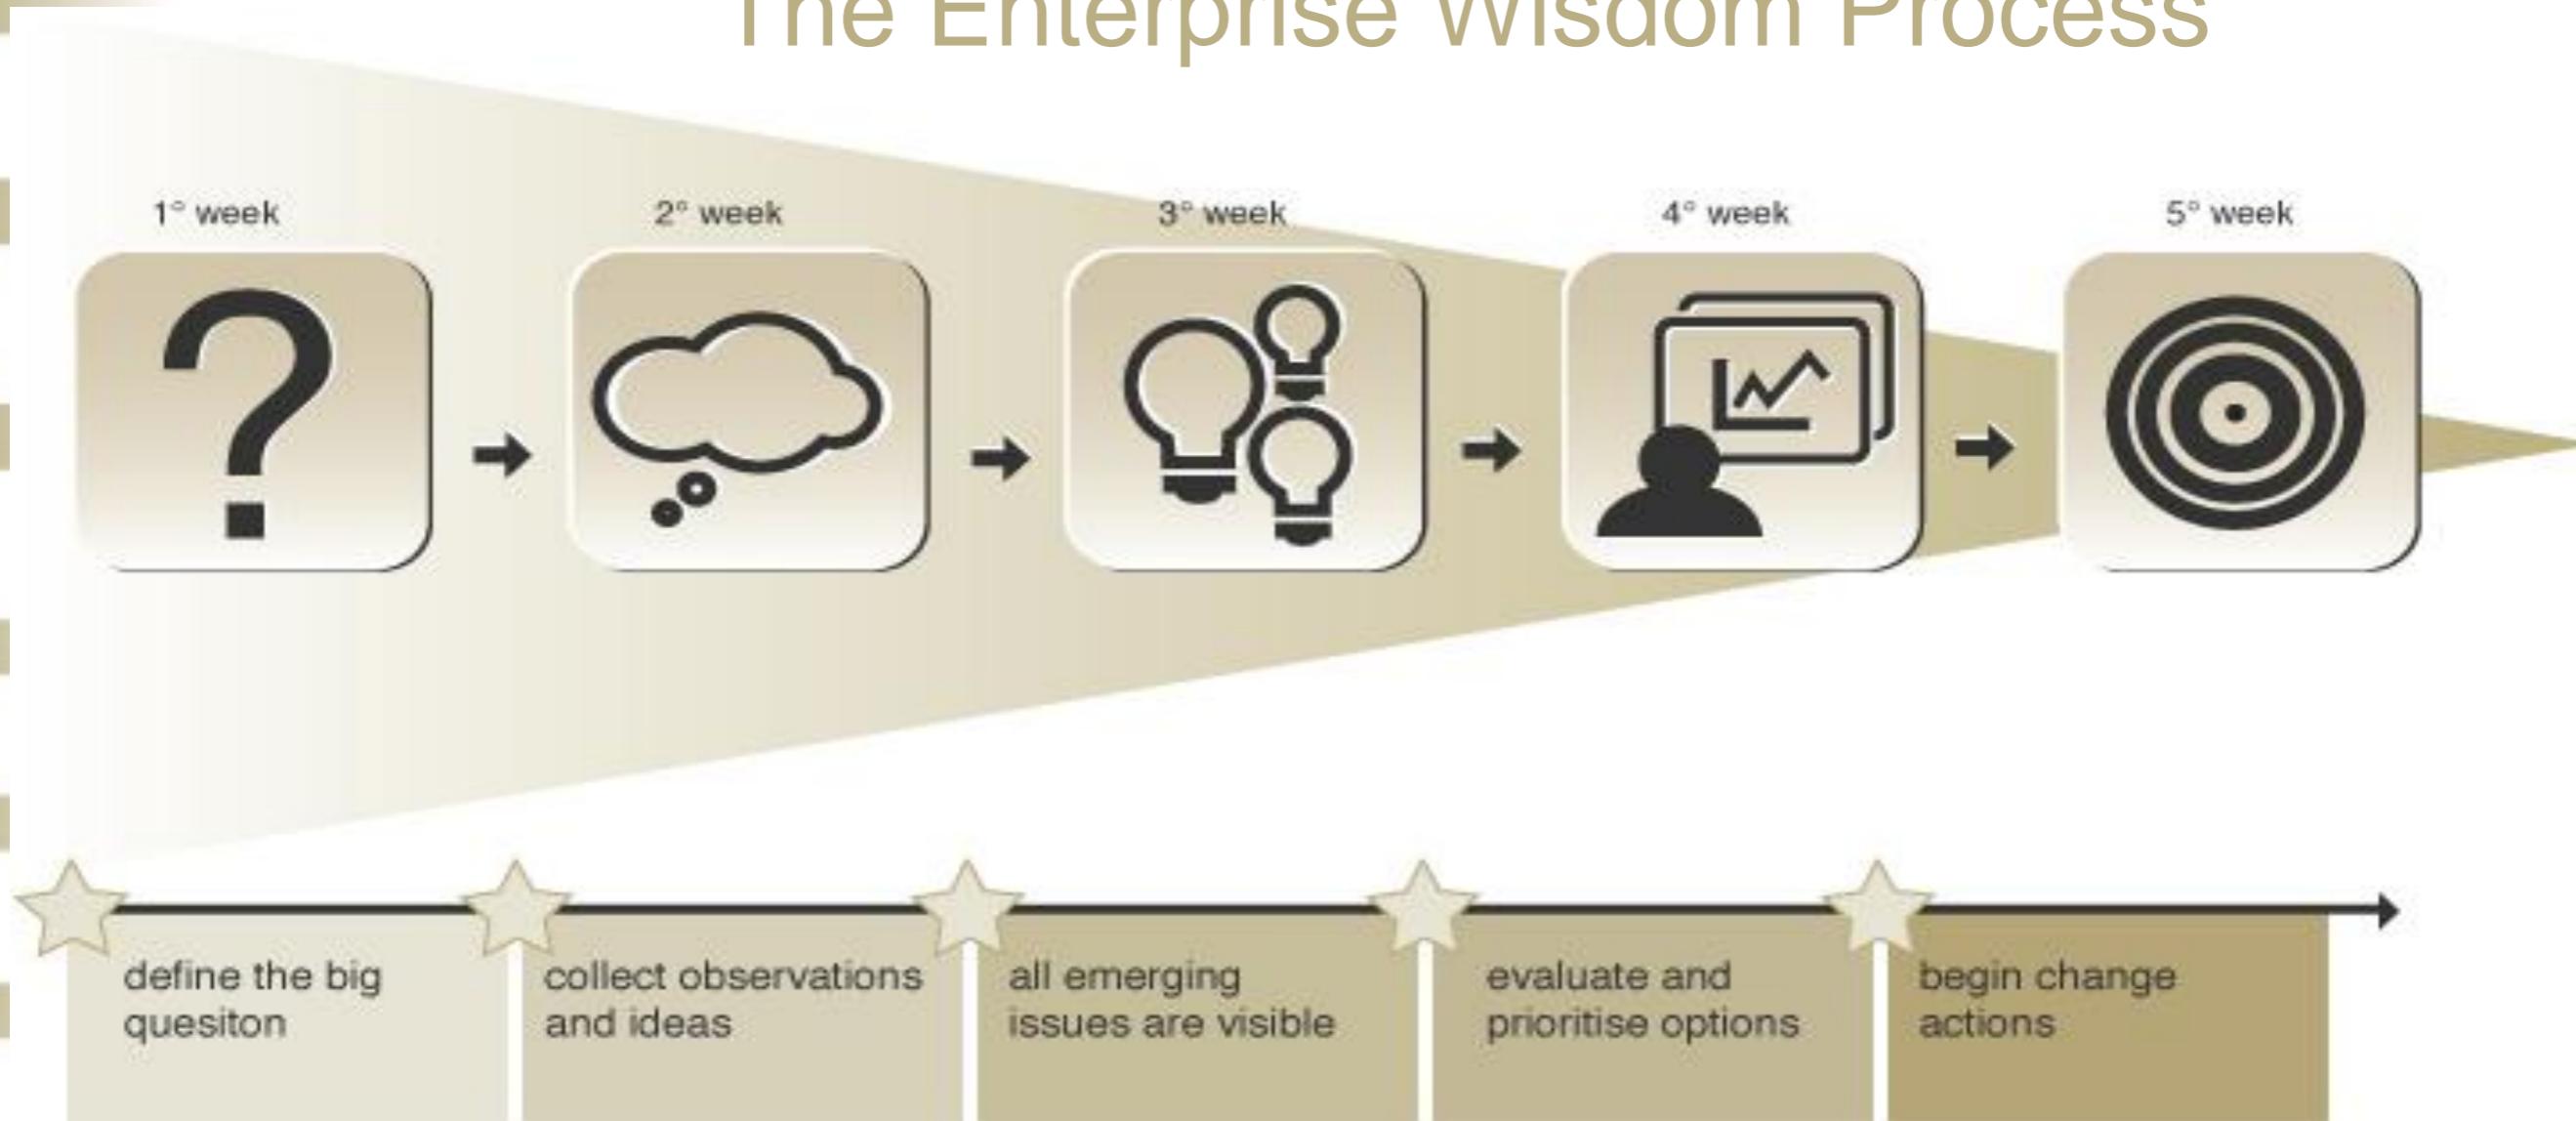 The Enterprise Wisdom Process
1° week
2° week
3° week
4° week
5° week
define the big
quesiton
collect observations
and ideas
all emerging
issues are visible
evaluate and
prioritise options
begin change
actions